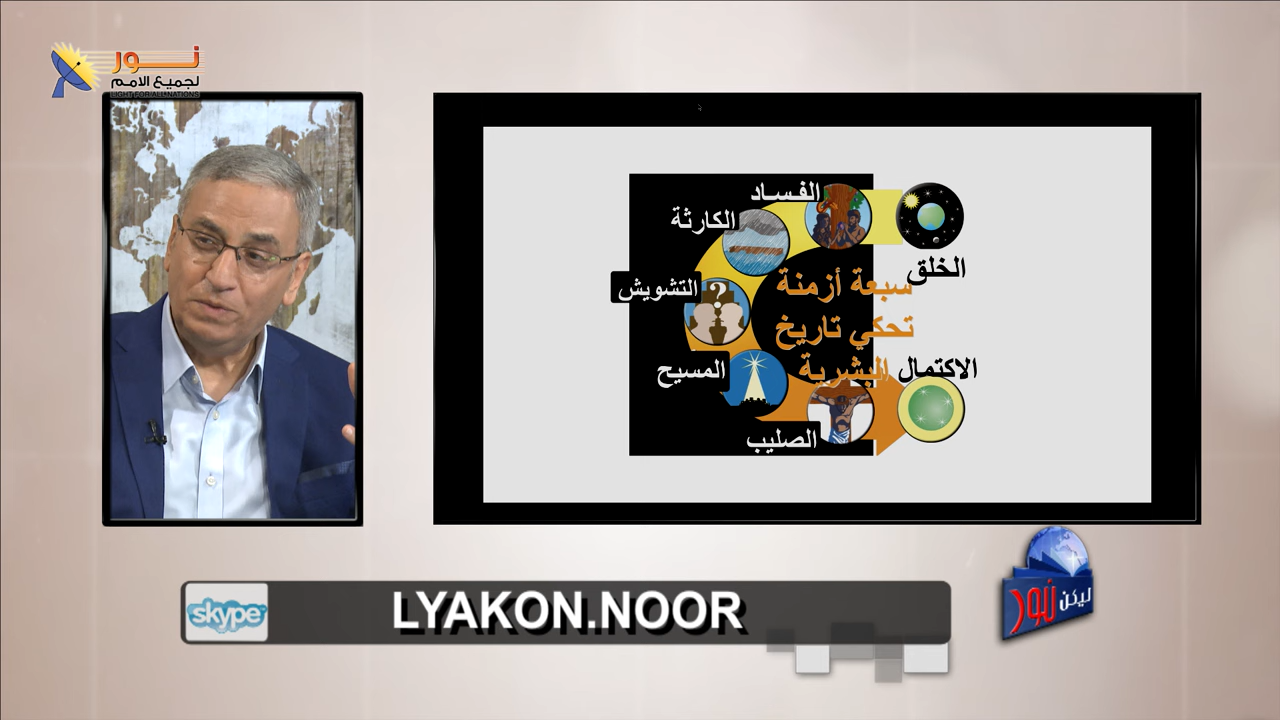 نـــور
لجميع الامم
LIGHT FOR ALL NATIONS
الفساد
الكارثة
الخلق
التشويش
?
سبعة أزمنة
تحكي تاريخ
البشرية
المسيح
الاكتمال
الصليب
skype
LYAKON.NOOR
ليكن نور